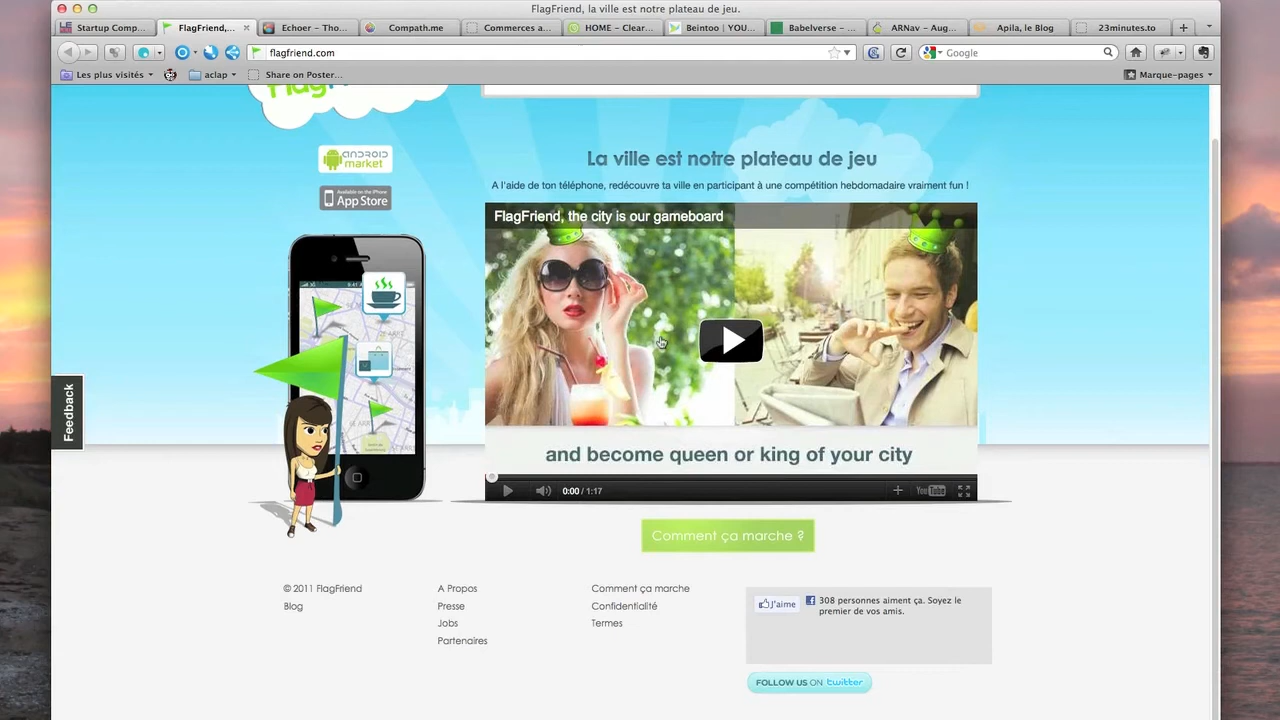 FlagFriend, la ville est notre plateau de jeu.
Startup Comp...
FlagFriend,...
Echoer - Tho...
Compath.me
Commerces a...
HOME - Clear...
Beintoo | YOU...
Babelverse - ...
ARNav - Aug...
Apila, le Blog
23minutes.to
flagfriend.com
Google
Les plus visités
aclap
Share on Poster...
Marque-pages
ANDROID
market
Available on the iPhone
App Store
La ville est notre plateau de jeu
A l'aide de ton téléphone, redécouvre ta ville en participant à une compétition hebdomadaire vraiment fun !
FlagFriend, the city is our gameboard
and become queen or king of your city
0:00 / 1:17
YouTube
Feedback
Comment ça marche ?
© 2011 FlagFriend
Blog
A Propos
Presse
Jobs
Partenaires
Comment ça marche
Confidentialité
Termes
J'aime
308 personnes aiment ça. Soyez le
premier de vos amis.
FOLLOW US ON twitter